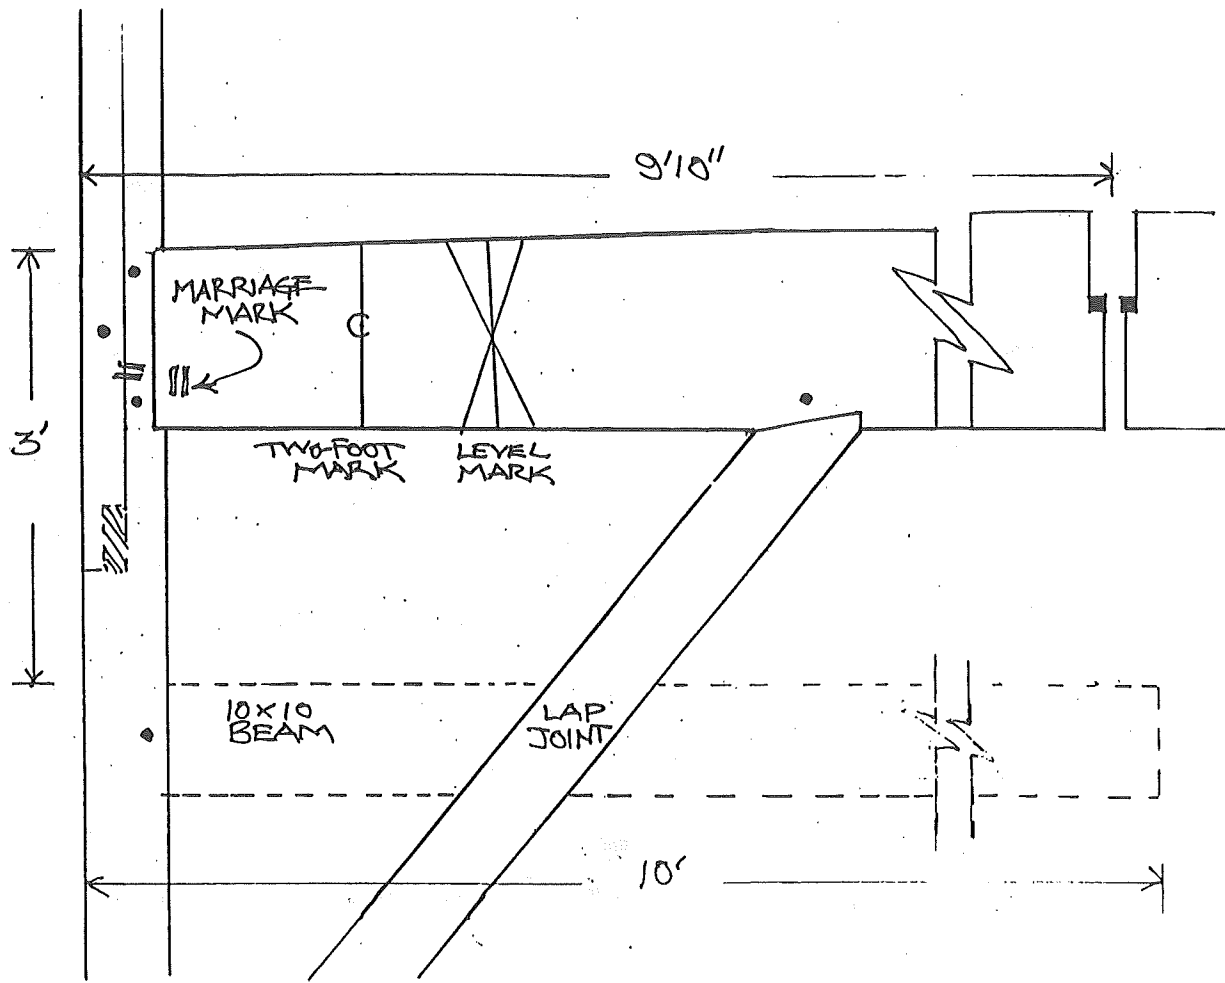 9'10"
MARRIAGE
MARK
C
3'
TWO-FOOT
MARK
LEVEL
MARK
10×10
BEAM
LAP
JOINT
10'